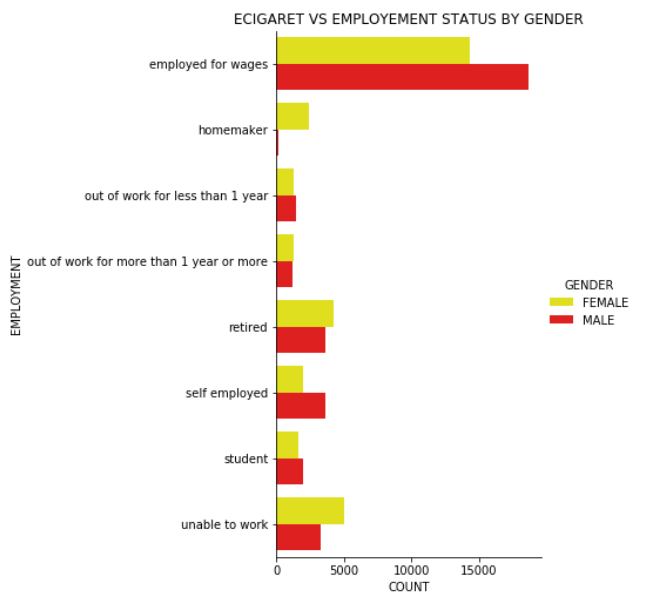 ECIGARET VS EMPLOYEMENT STATUS BY GENDER
employed for wages
homemaker
out of work for less than 1 year
out of work for more than 1 year or more
retired
self employed
student
unable to work
EMPLOYMENT
0 5000 10000 15000
COUNT
GENDER
FEMALE
MALE